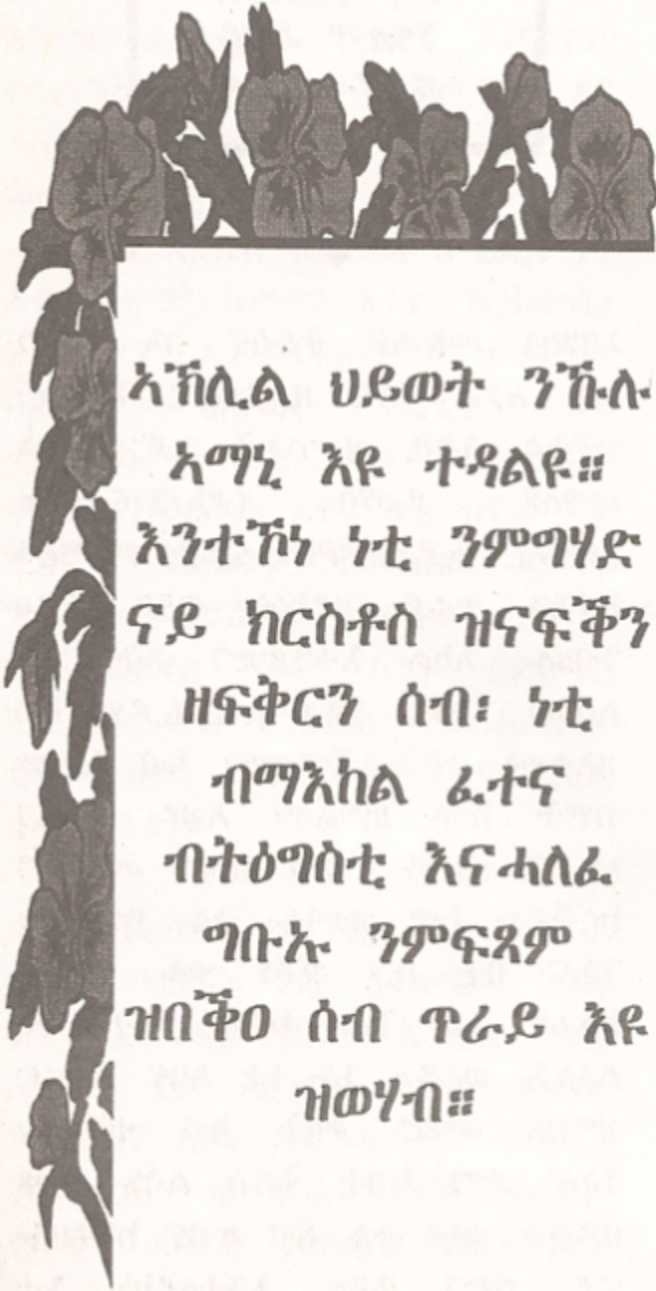 ኣኽሊል ህይወት ንኹሉ
ኣማኒ እዩ ተዳልዩ።
እንተኾነ ነቲ ንምግሃድ
ናይ ክርስቶስ ዝናፍቕን
ዘፍቅርን ሰብ፡ ነቲ
ብማእከል ፈተና
ብትዕግስቲ እናሓለፈ
ግቡኡ ንምፍጻም
ዝበቕዐ ሰብ ጥራይ እዩ
ዝወሃብ።